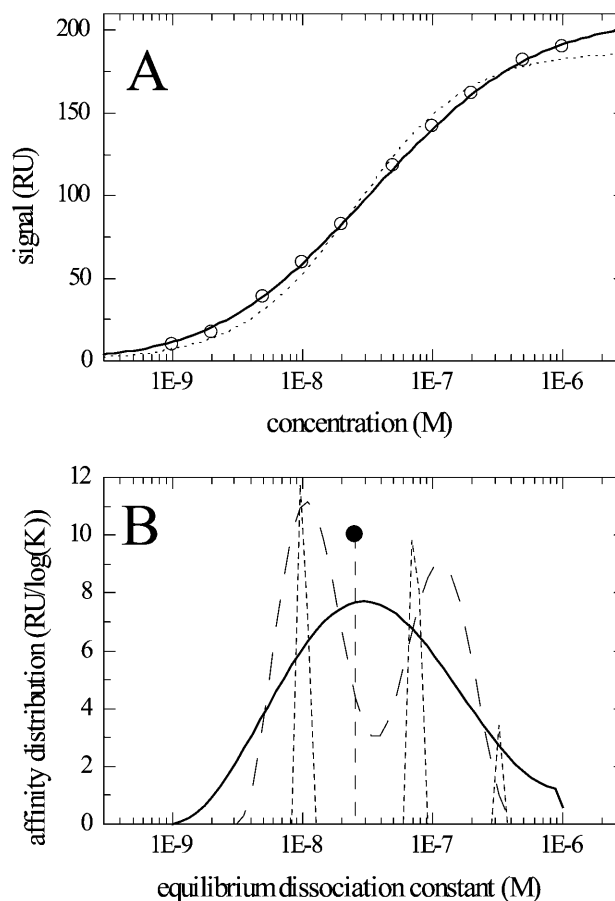 A
200
150
100
50
0
signal (RU)
1E-9 1E-8 1E-7 1E-6
concentration (M)
B
12
10
8
6
4
2
0
affinity distribution (RU/log(K))
1E-9 1E-8 1E-7 1E-6
equilibrium dissociation constant (M)